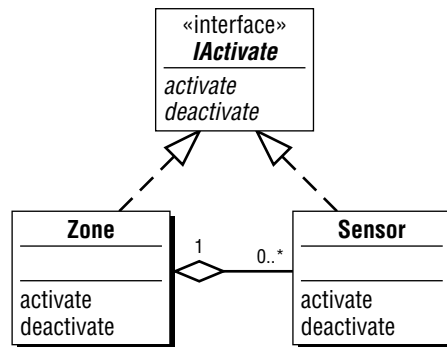 «interface»
IActivate
activate
deactivate
Zone
activate
deactivate
1
0..*
Sensor
activate
deactivate